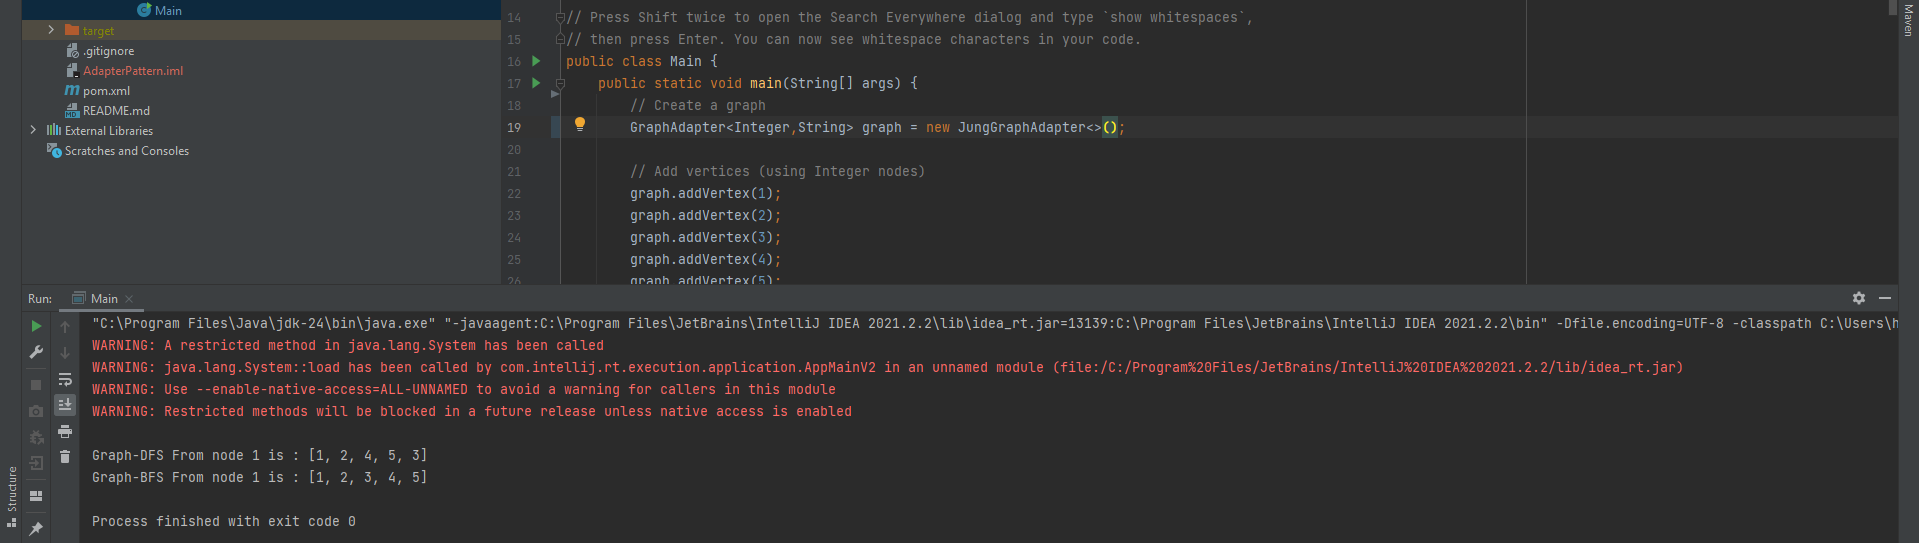 Main
target
.gitignore
AdapterPattern.iml
pom.xml
README.md
External Libraries
Scratches and Consoles
14 // Press Shift twice to open the Search Everywhere dialog and type `show whitespaces`,
15 // then press Enter. You can now see whitespace characters in your code.
16 public class Main {
17 public static void main(String[] args) {
18 // Create a graph
19 GraphAdapter<Integer,String> graph = new JungGraphAdapter<>();
20
21 // Add vertices (using Integer nodes)
22 graph.addVertex(1);
23 graph.addVertex(2);
24 graph.addVertex(3);
25 graph.addVertex(4);
26 graph.addVertex(5);
Maven
Run: Main
"C:\Program Files\Java\jdk-24\bin\java.exe" "-javaagent:C:\Program Files\JetBrains\IntelliJ IDEA 2021.2.2\lib\idea_rt.jar=13139:C:\Program Files\JetBrains\IntelliJ IDEA 2021.2.2\bin" -Dfile.encoding=UTF-8 -classpath C:\Users\h
WARNING: A restricted method in java.lang.System has been called
WARNING: java.lang.System::load has been called by com.intellij.rt.execution.application.AppMainV2 in an unnamed module (file:/C:/Program%20Files/JetBrains/IntelliJ%20IDEA%202021.2.2/lib/idea_rt.jar)
WARNING: Use --enable-native-access=ALL-UNNAMED to avoid a warning for callers in this module
WARNING: Restricted methods will be blocked in a future release unless native access is enabled
Graph-DFS From node 1 is : [1, 2, 4, 5, 3]
Graph-BFS From node 1 is : [1, 2, 3, 4, 5]
Process finished with exit code 0
Structure